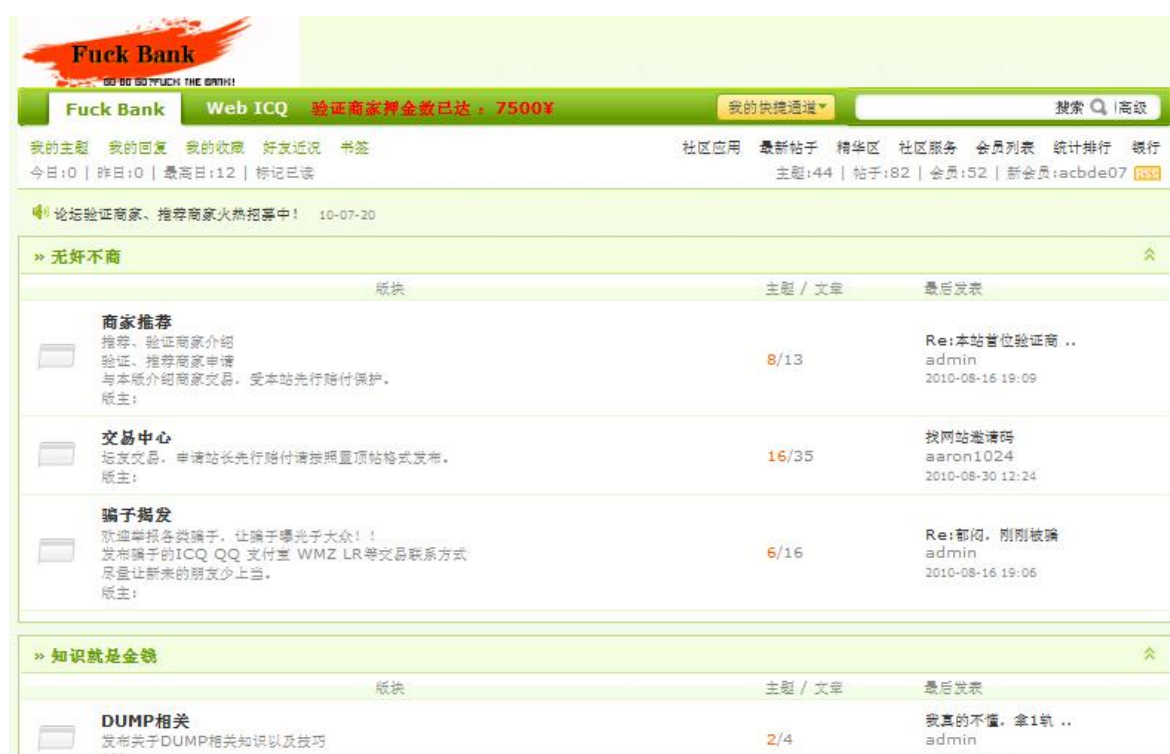 Fuck Bank
GO GO GO?FUCK THE BANK!
Fuck Bank Web ICQ 验证商家押金数已达：7500¥ 我的快捷通道 搜索 高级
我的主题 我的回复 我的收藏 好友近况 书签 社区应用 最新帖子 精华区 社区服务 会员列表 统计排行 银行
今日:0 | 昨日:0 | 最高日:12 | 标记已读 主题:44 | 帖子:82 | 会员:52 | 新会员:acbde07 RSS
论坛验证商家、推荐商家火热招募中! 10-07-20
» 无奸不商
版块 主题 / 文章 最后发表
商家推荐
推荐、验证商家介绍
验证、推荐商家申请
与本版介绍商家交易，受本站先行赔付保护。
版主:
8/13
Re:本站首位验证商 ..
admin
2010-08-16 19:09
交易中心
坛友交易，申请站长先行赔付请按照置顶帖格式发布。
版主:
16/35
找网站邀请码
aaron1024
2010-08-30 12:24
骗子揭发
欢迎举报各类骗子，让骗子曝光于大众！！
发布骗子的ICQ QQ 支付宝 WMZ LR等交易联系方式
尽量让新来的朋友少上当。
版主:
6/16
Re:郁闷，刚刚被骗
admin
2010-08-16 19:06
» 知识就是金钱
版块 主题 / 文章 最后发表
DUMP相关
发布关于DUMP相关知识以及技巧
2/4
我真的不懂，拿1轨 ..
admin